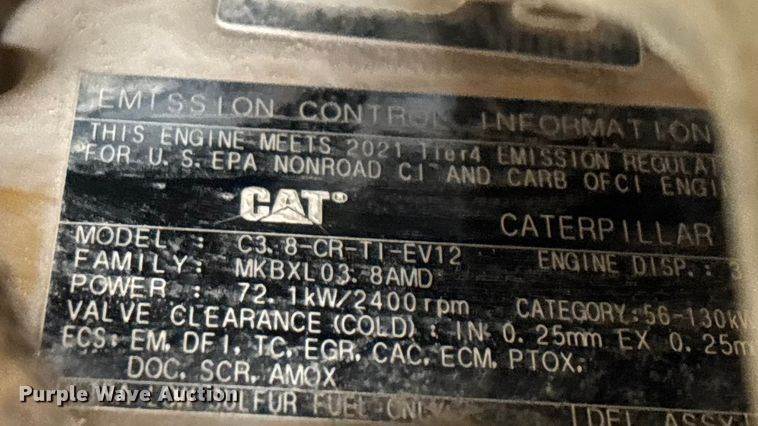 EMISSION CONTROL INFORMATION
THIS ENGINE MEETS 2021 Tier4 EMISSION REGULAT
FOR U.S. EPA NONROAD CI AND CARB OFCI ENGI
CAT®
CATERPILLAR
MODEL : C3.8-CR-TI-EV12 ENGINE DISP. : 3
FAMILY: MKBXL03.8AMD
POWER : 72.1kW/2400rpm CATEGORY:56-130kW
VALVE CLEARANCE (COLD) : IN 0.25mm EX 0.25m
ECS: EM, DFI, TC, EGR, CAC, ECM, PTOX,
DOC, SCR, AMOX
Purple Wave Auction
SULFUR FUEL ONLY
IDEL ASSY